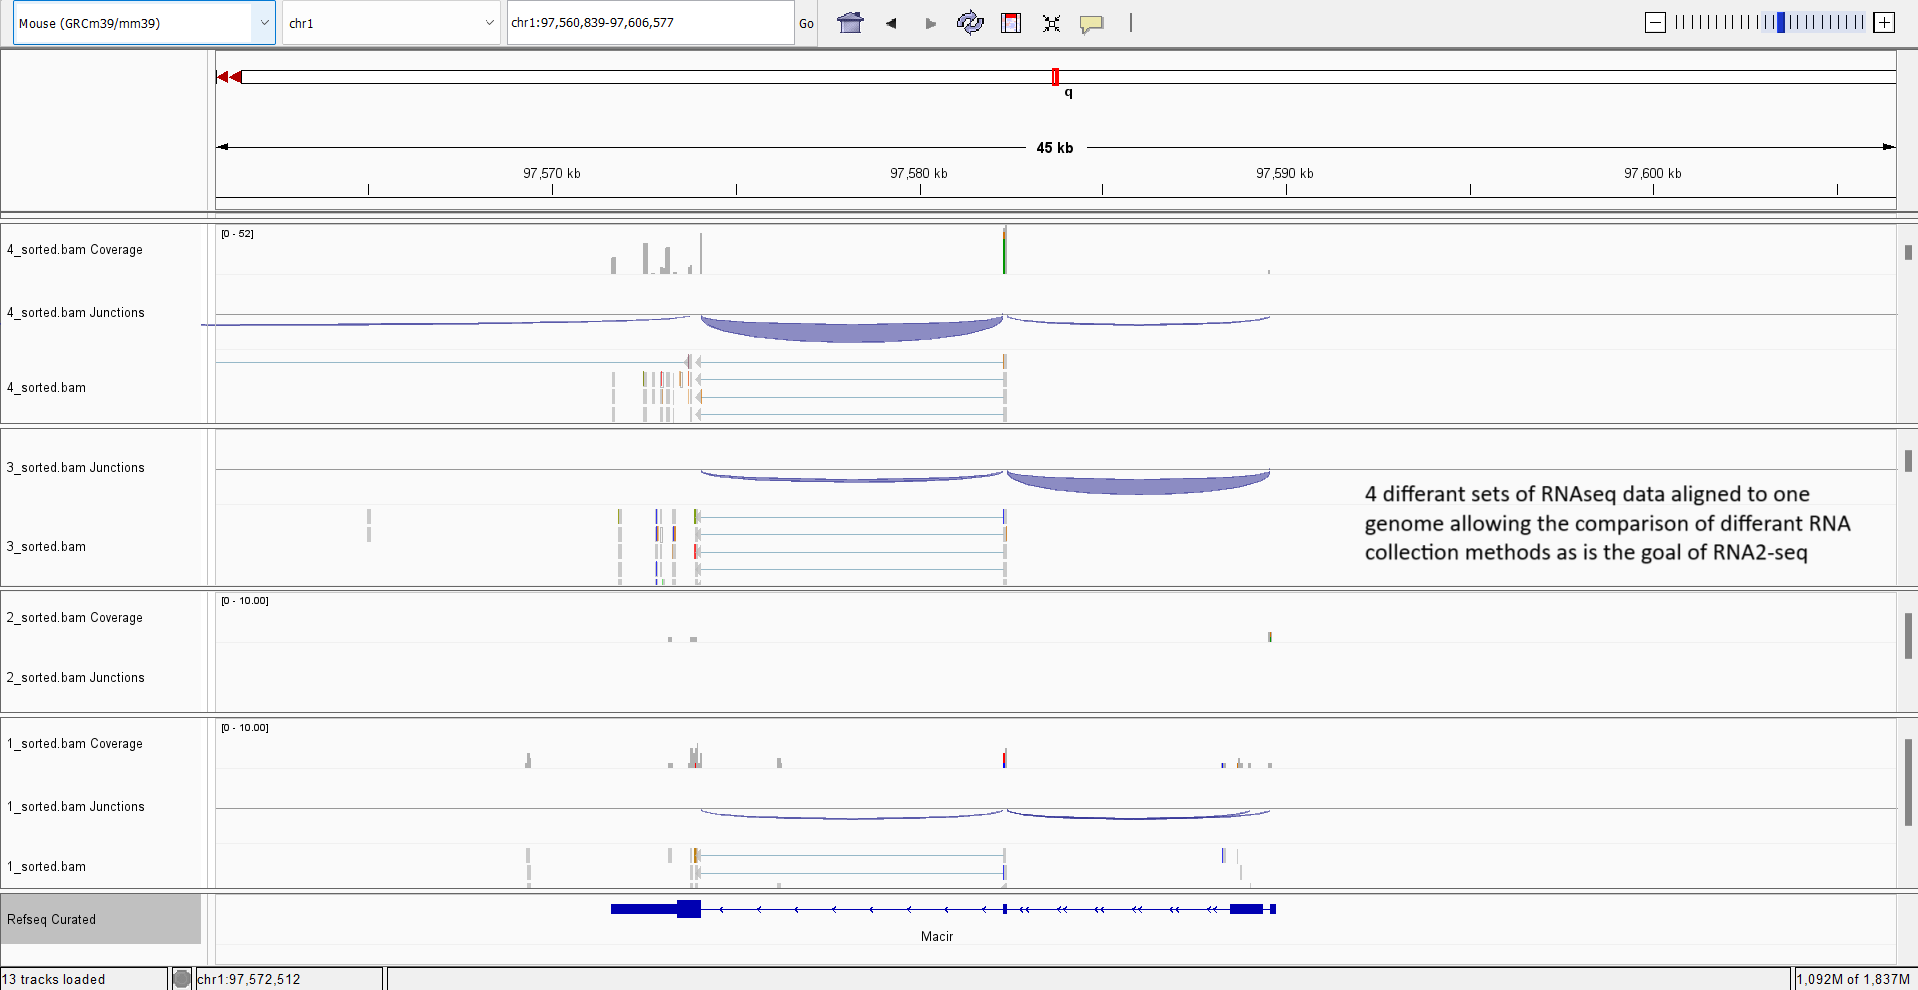 Mouse (GRCm39/mm39) chr1 chr1:97,560,839-97,606,577 Go
q
45 kb
97,570 kb 97,580 kb 97,590 kb 97,600 kb
[0 - 52]
4_sorted.bam Coverage
4_sorted.bam Junctions
4_sorted.bam
3_sorted.bam Junctions
3_sorted.bam
4 differant sets of RNAseq data aligned to one
genome allowing the comparison of differant RNA
collection methods as is the goal of RNA2-seq
[0 - 10.00]
2_sorted.bam Coverage
2_sorted.bam Junctions
[0 - 10.00]
1_sorted.bam Coverage
1_sorted.bam Junctions
1_sorted.bam
Refseq Curated
Macir
13 tracks loaded chr1:97,572,512 1,092M of 1,837M